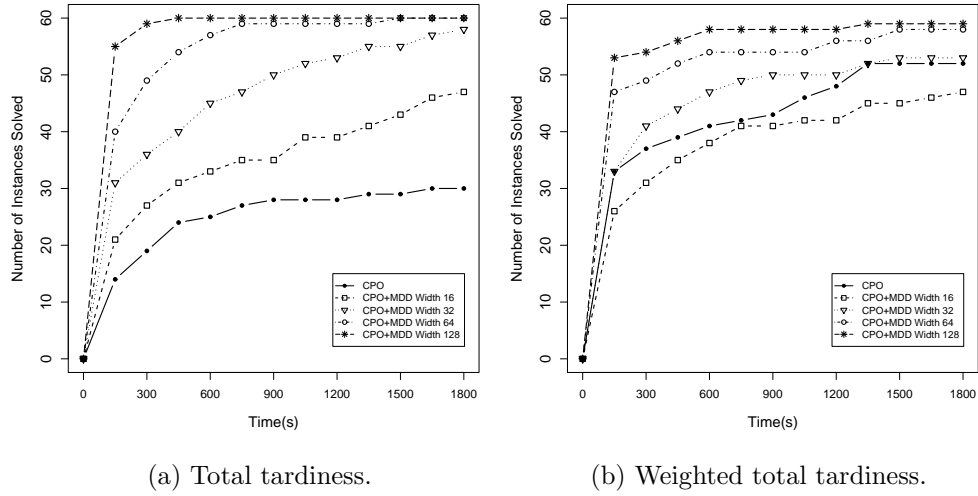 Number of Instances Solved
60
50
40
30
20
10
0
CPO
CPO+MDD Width 16
CPO+MDD Width 32
CPO+MDD Width 64
CPO+MDD Width 128
0 300 600 900 1200 1500 1800
Time(s)
(a) Total tardiness.
Number of Instances Solved
60
50
40
30
20
10
0
CPO
CPO+MDD Width 16
CPO+MDD Width 32
CPO+MDD Width 64
CPO+MDD Width 128
0 300 600 900 1200 1500 1800
Time(s)
(b) Weighted total tardiness.